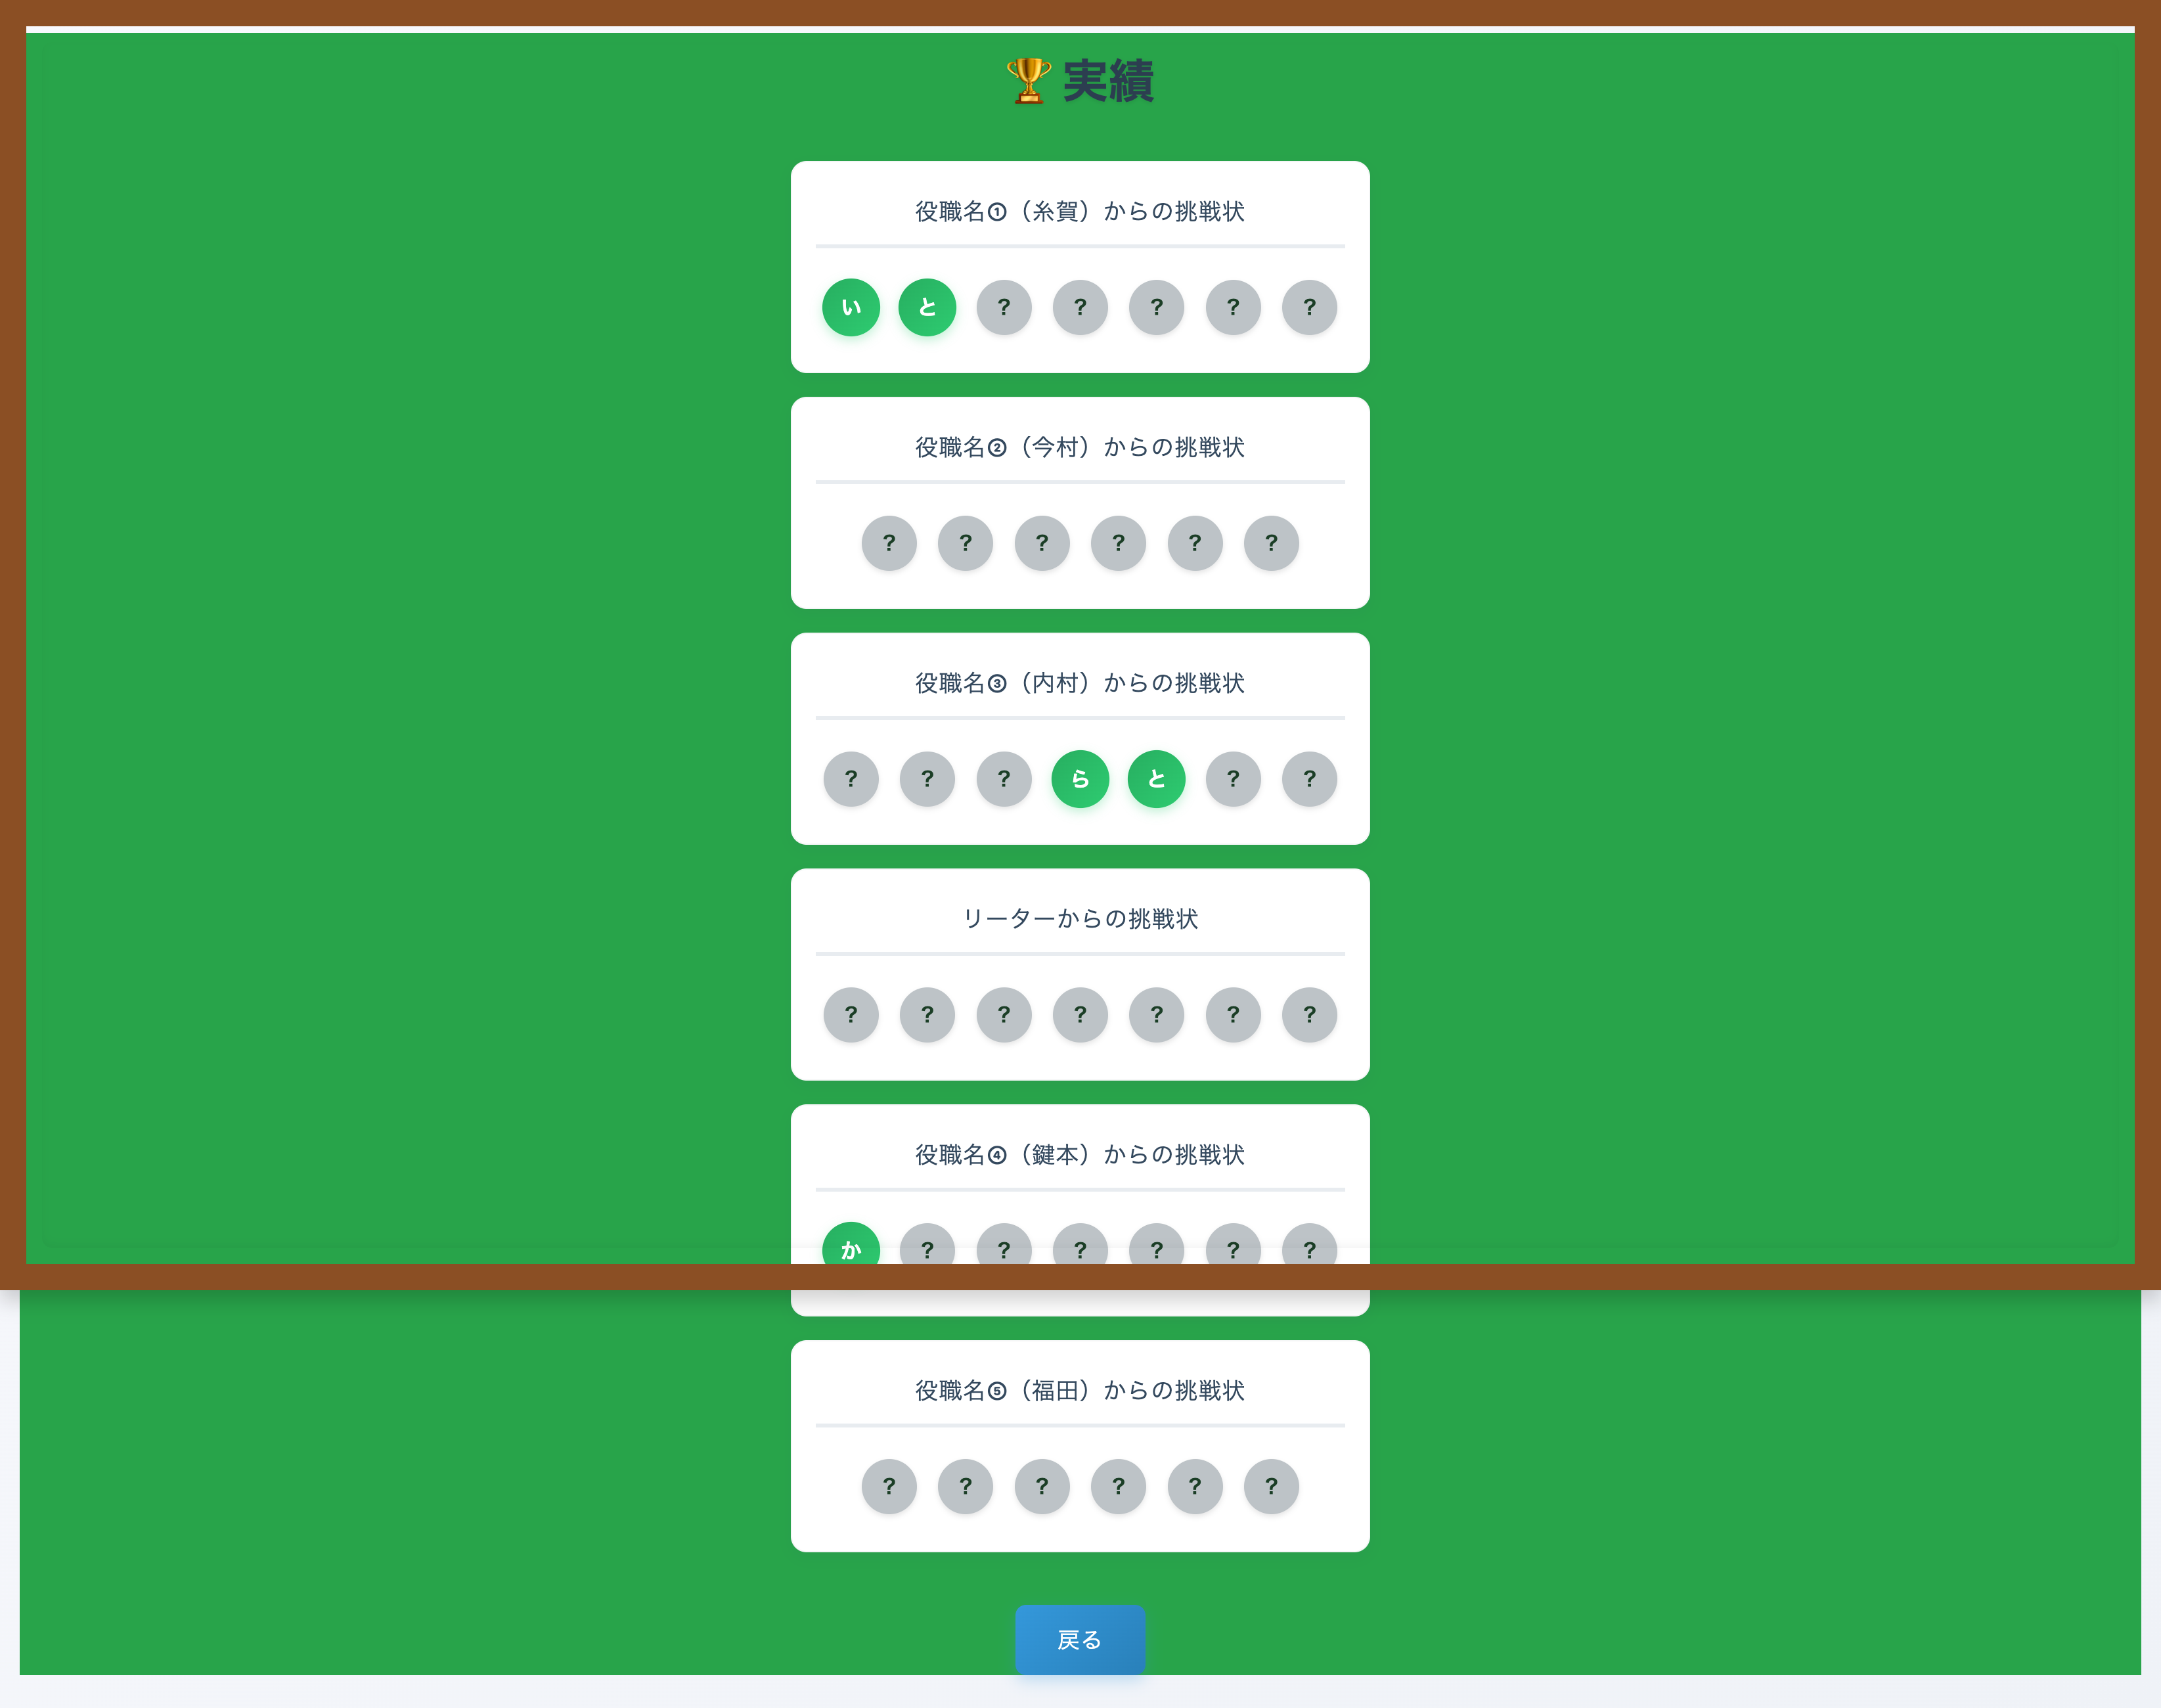 🏆 実績
役職名①（糸賀）からの挑戦状
い と ? ? ? ? ?
役職名②（今村）からの挑戦状
? ? ? ? ? ?
役職名③（内村）からの挑戦状
? ? ? ら と ? ?
リーターからの挑戦状
? ? ? ? ? ? ?
役職名④（鍵本）からの挑戦状
か ? ? ? ? ? ?
役職名⑤（福田）からの挑戦状
? ? ? ? ? ?
戻る